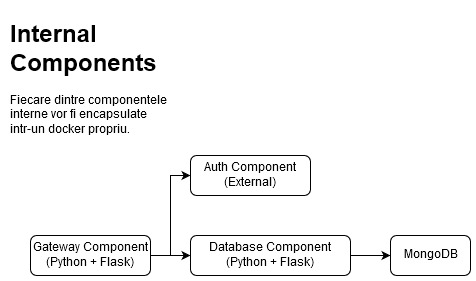 Internal
Components
Fiecare dintre componentele
interne vor fi encapsulate
intr-un docker propriu.
Auth Component
(External)
Gateway Component
(Python + Flask)
Database Component
(Python + Flask)
MongoDB